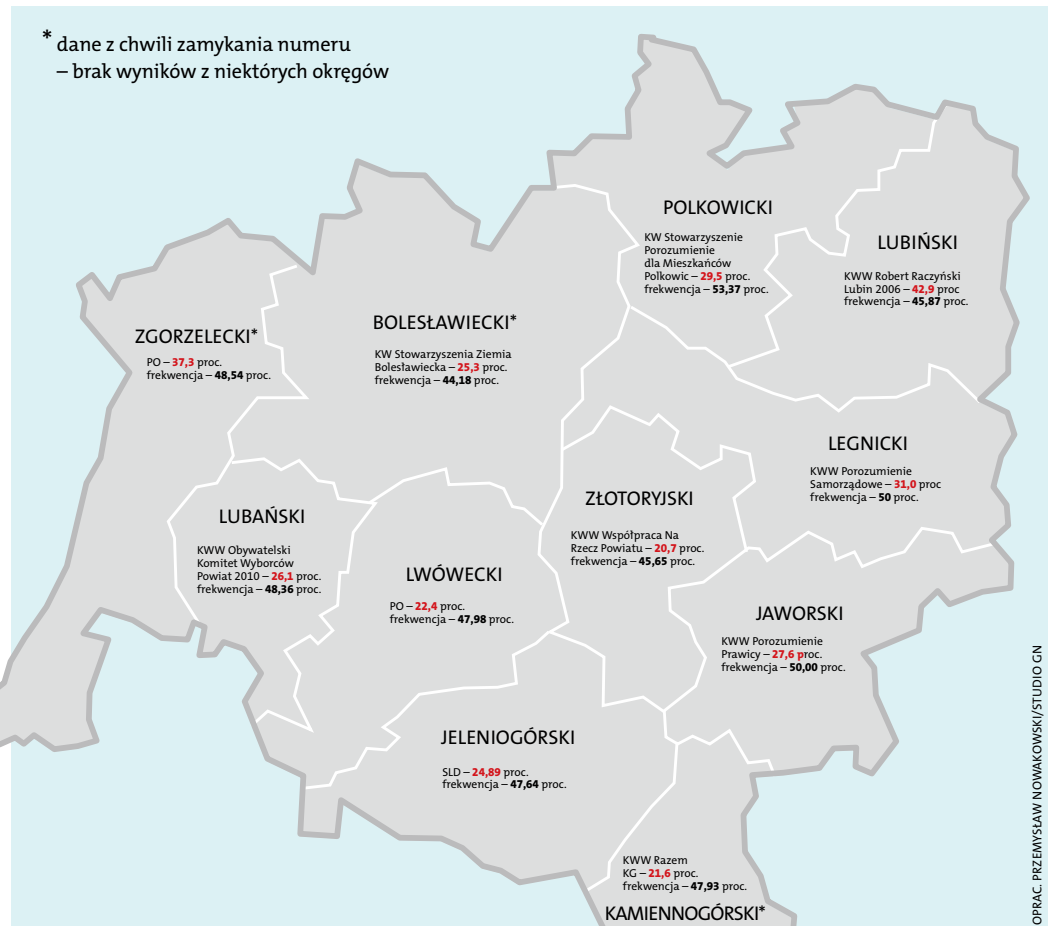 * dane z chwili zamykania numeru
– brak wyników z niektórych okręgów
POLKOWICKI
KW Stowarzyszenie
Porozumienie
dla Mieszkańców
Polkowic – 29,5 proc.
frekwencja – 53,37 proc.
LUBIŃSKI
KWW Robert Raczyński
Lubin 2006 – 42,9 proc
frekwencja – 45,87 proc.
ZGORZELECKI*
PO – 37,3 proc.
frekwencja – 48,54 proc.
BOLESŁAWIECKI*
KW Stowarzyszenia Ziemia
Bolesławiecka – 25,3 proc.
frekwencja – 44,18 proc.
LEGNICKI
KWW Porozumienie
Samorządowe – 31,0 proc
frekwencja – 50 proc.
ZŁOTORYJSKI
KWW Współpraca Na
Rzecz Powiatu – 20,7 proc.
frekwencja – 45,65 proc.
LUBAŃSKI
KWW Obywatelski
Komitet Wyborców
Powiat 2010 – 26,1 proc.
frekwencja – 48,36 proc.
LWÓWECKI
PO – 22,4 proc.
frekwencja – 47,98 proc.
JAWORSKI
KWW Porozumienie
Prawicy – 27,6 proc.
frekwencja – 50,00 proc.
JELENIOGÓRSKI
SLD – 24,89 proc.
frekwencja – 47,64 proc.
KWW Razem
KG – 21,6 proc.
frekwencja – 47,93 proc.
KAMIENNOGÓRSKI*
OPRAC. PRZEMYSŁAW NOWAKOWSKI/STUDIO GN